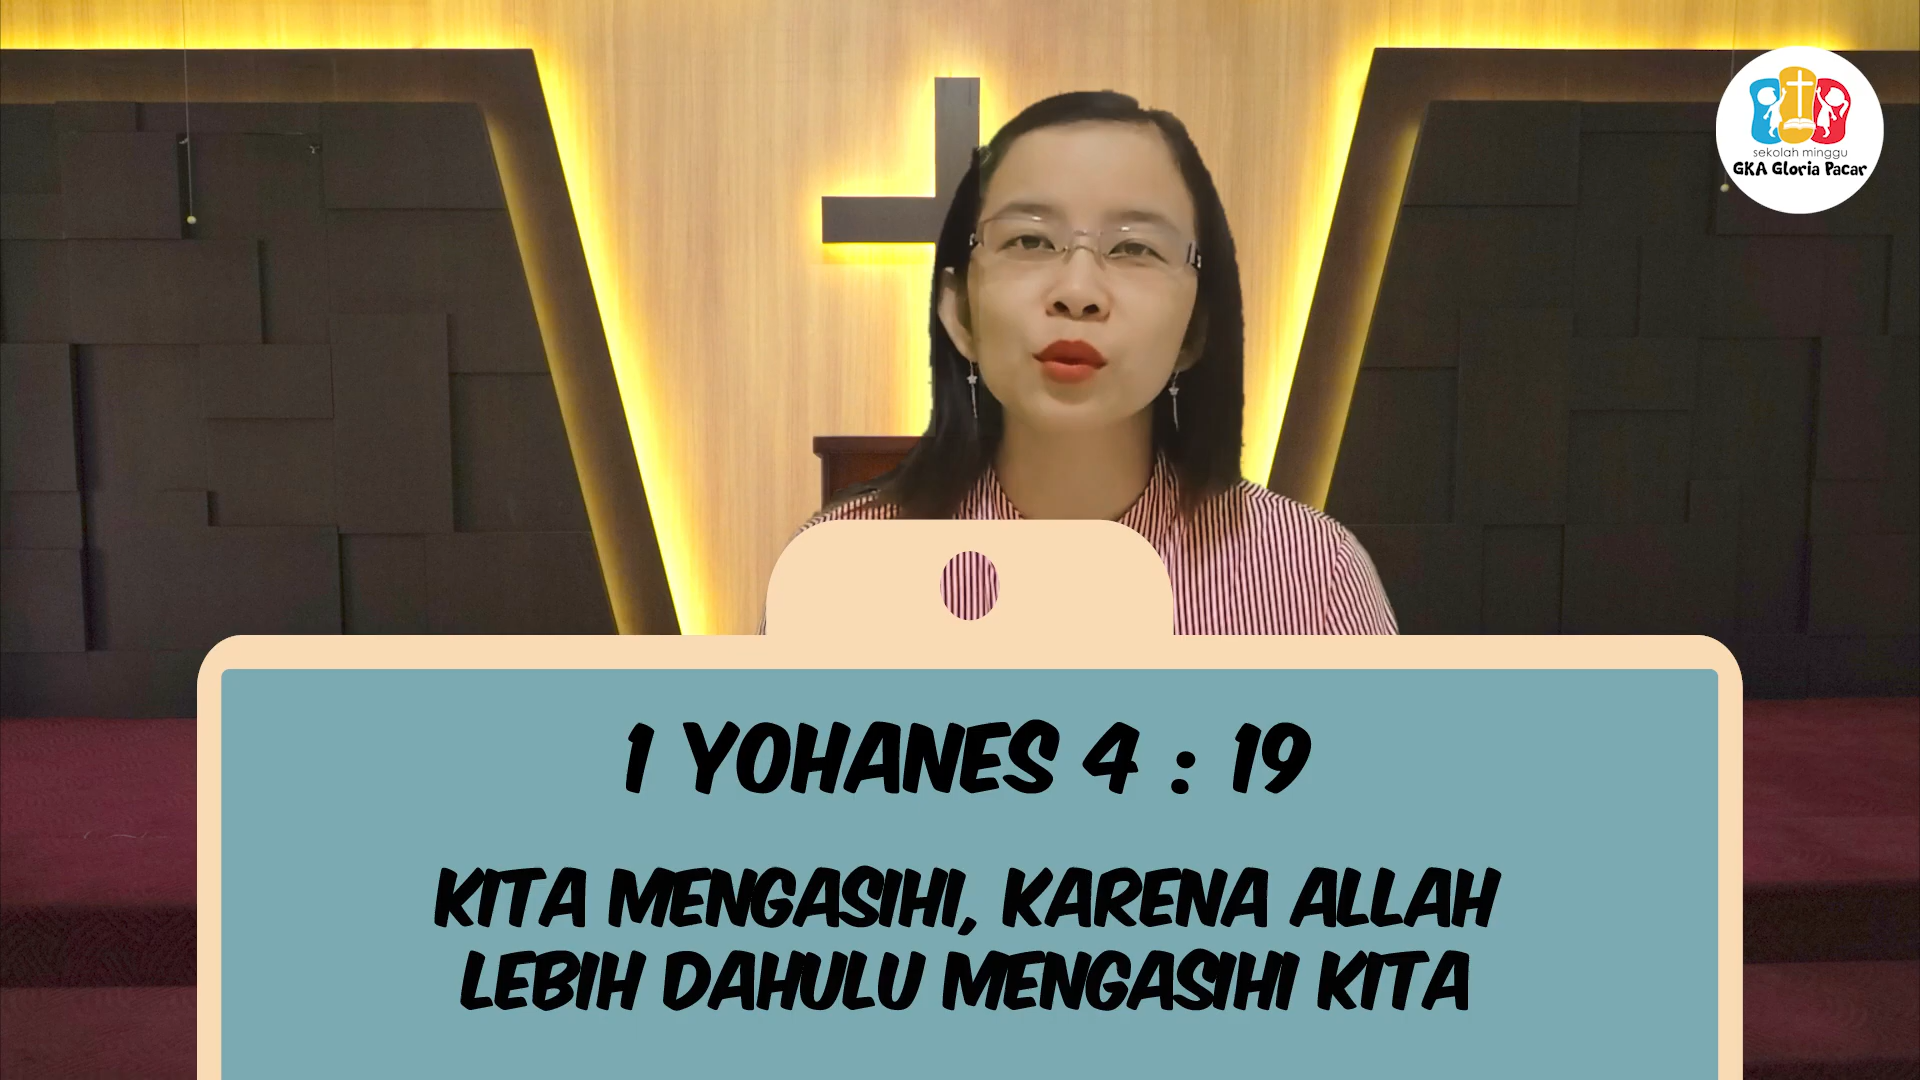 sekolah minggu
GKA Gloria Pacar
1 YOHANES 4 : 19
KITA MENGASIHI, KARENA ALLAH
LEBIH DAHULU MENGASIHI KITA